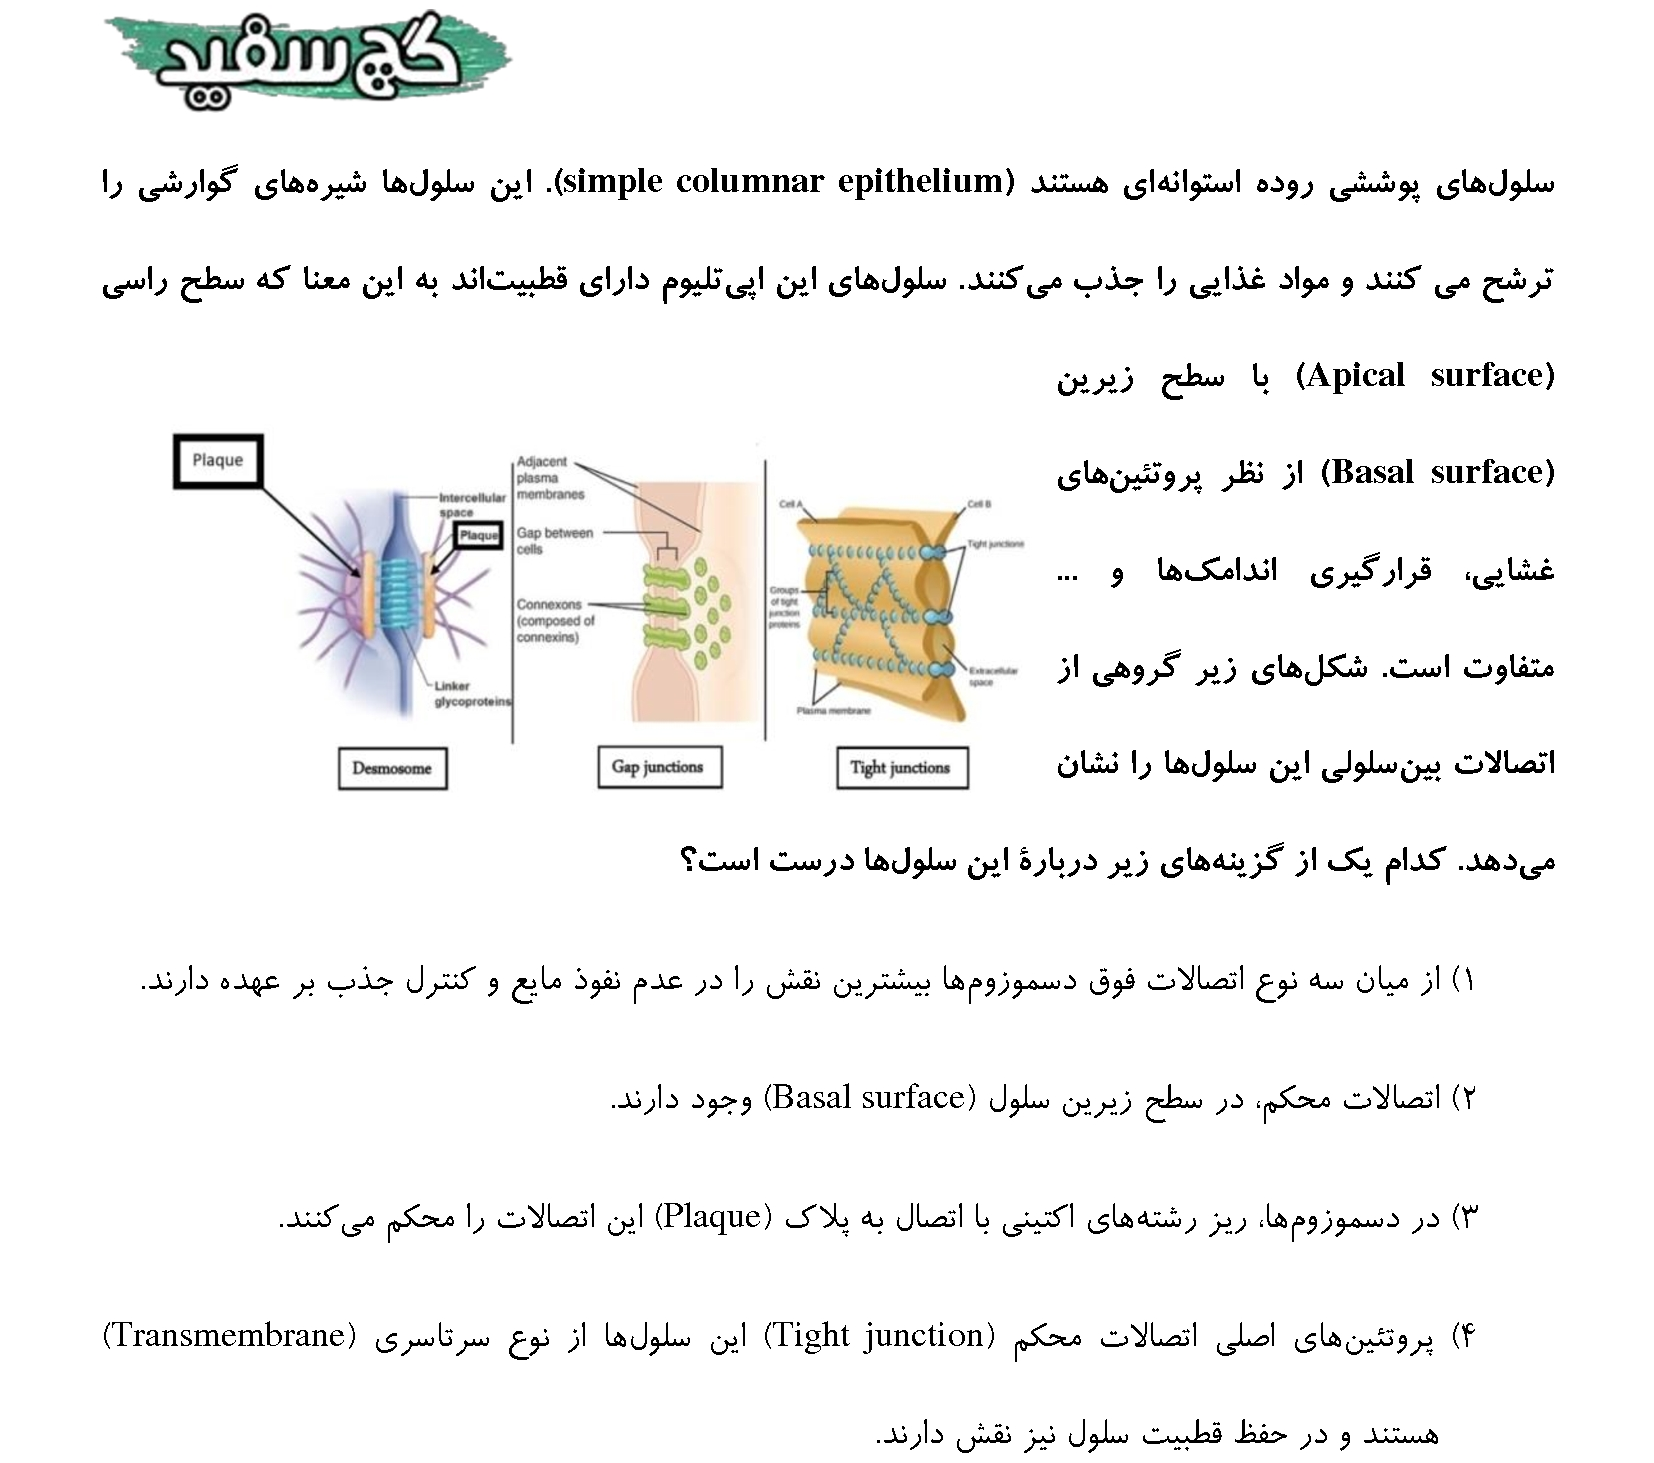 گچ سفید
سلول‌های پوششی روده استوانه‌ای هستند (simple columnar epithelium). این سلول‌ها شیره‌های گوارشی را
ترشح می کنند و مواد غذایی را جذب می‌کنند. سلول‌های این اپی‌تلیوم دارای قطبیت‌اند به این معنا که سطح راسی
(Apical surface) با سطح زیرین
(Basal surface) از نظر پروتئین‌های
غشایی، قرارگیری اندامک‌ها و ...
متفاوت است. شکل‌های زیر گروهی از
اتصالات بین‌سلولی این سلول‌ها را نشان
می‌دهد. کدام یک از گزینه‌های زیر دربارهٔ این سلول‌ها درست است؟
Plaque
Intercellular
space
Plaque
Linker
glycoproteins
Desmosome
Adjacent
plasma
membranes
Gap between
cells
Connexons
(composed of
connexins)
Gap junctions
Cell A
Cell B
Tight junctions
Groups
of tight
junction
proteins
Extracellular
space
Plasma membrane
Tight junctions
۱) از میان سه نوع اتصالات فوق دسموزوم‌ها بیشترین نقش را در عدم نفوذ مایع و کنترل جذب بر عهده دارند.
۲) اتصالات محکم، در سطح زیرین سلول (Basal surface) وجود دارند.
۳) در دسموزوم‌ها، ریز رشته‌های اکتینی با اتصال به پلاک (Plaque) این اتصالات را محکم می‌کنند.
۴) پروتئین‌های اصلی اتصالات محکم (Tight junction) این سلول‌ها از نوع سرتاسری (Transmembrane)
هستند و در حفظ قطبیت سلول نیز نقش دارند.